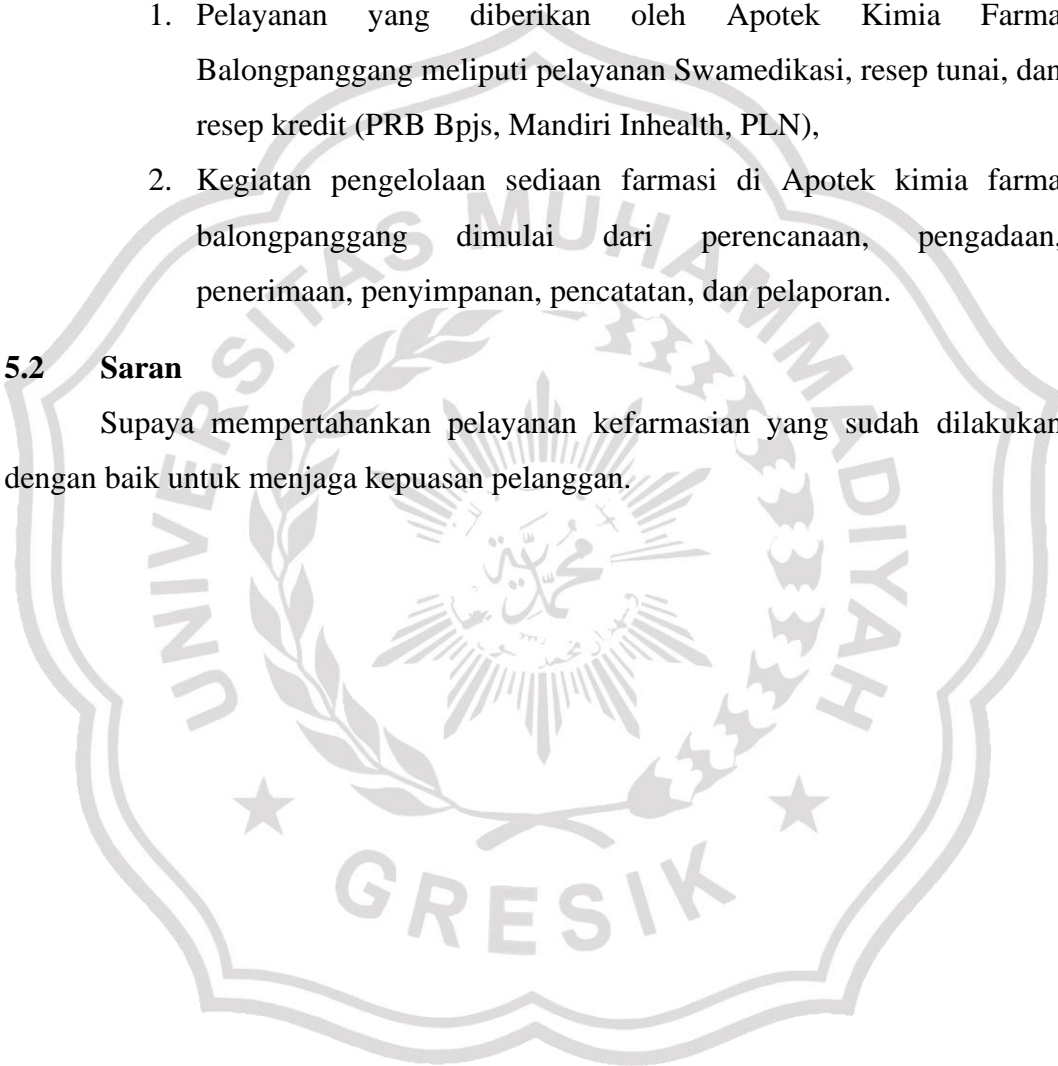 1. Pelayanan yang diberikan oleh Apotek Kimia Farma
Balongpanggang meliputi pelayanan Swamedikasi, resep tunai, dan
resep kredit (PRB Bpjs, Mandiri Inhealth, PLN),
2. Kegiatan pengelolaan sediaan farmasi di Apotek kimia farma
balongpanggang dimulai dari perencanaan, pengadaan,
penerimaan, penyimpanan, pencatatan, dan pelaporan.
5.2 Saran
Supaya mempertahankan pelayanan kefarmasian yang sudah dilakukan
dengan baik untuk menjaga kepuasan pelanggan.
UNIVERSITAS MUHAMMADIYAH
GRESIK